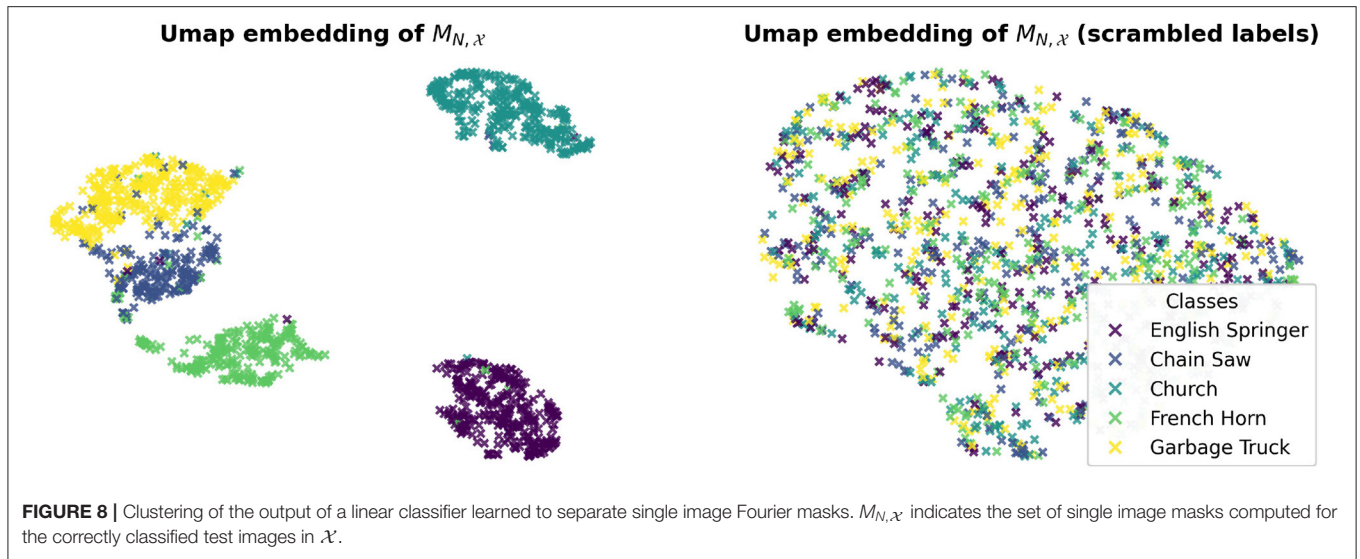 Umap embedding of M_{N,𝒳}
Umap embedding of M_{N,𝒳} (scrambled labels)
Classes
English Springer
Chain Saw
Church
French Horn
Garbage Truck
FIGURE 8 | Clustering of the output of a linear classifier learned to separate single image Fourier masks. M_{N,𝒳} indicates the set of single image masks computed for
the correctly classified test images in 𝒳.